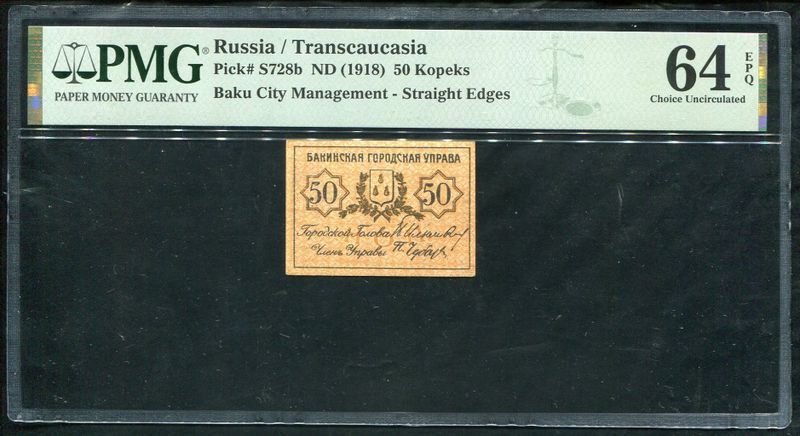 PMG®
PAPER MONEY GUARANTY
Russia / Transcaucasia
Pick# S728b ND (1918) 50 Kopeks
Baku City Management - Straight Edges
64 EPQ
Choice Uncirculated
БАКИНСКАЯ ГОРОДСКАЯ УПРАВА
50 50
Городской Голова
Членъ Управы